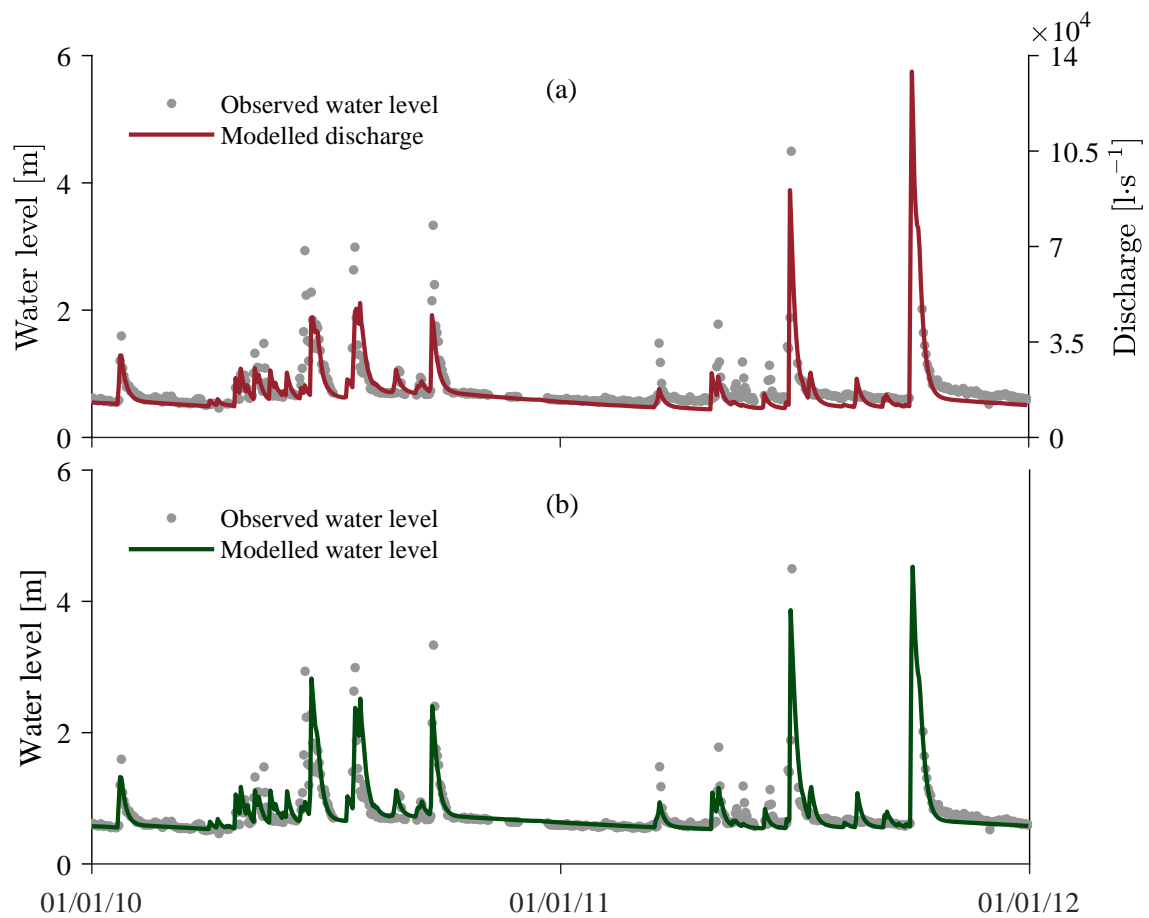 ×10⁴
6
14
(a)
Observed water level
Modelled discharge
10.5
4
Water level [m]
Discharge [l·s⁻¹]
7
2
3.5
0
0
6
(b)
Observed water level
Modelled water level
4
Water level [m]
2
0
01/01/10
01/01/11
01/01/12